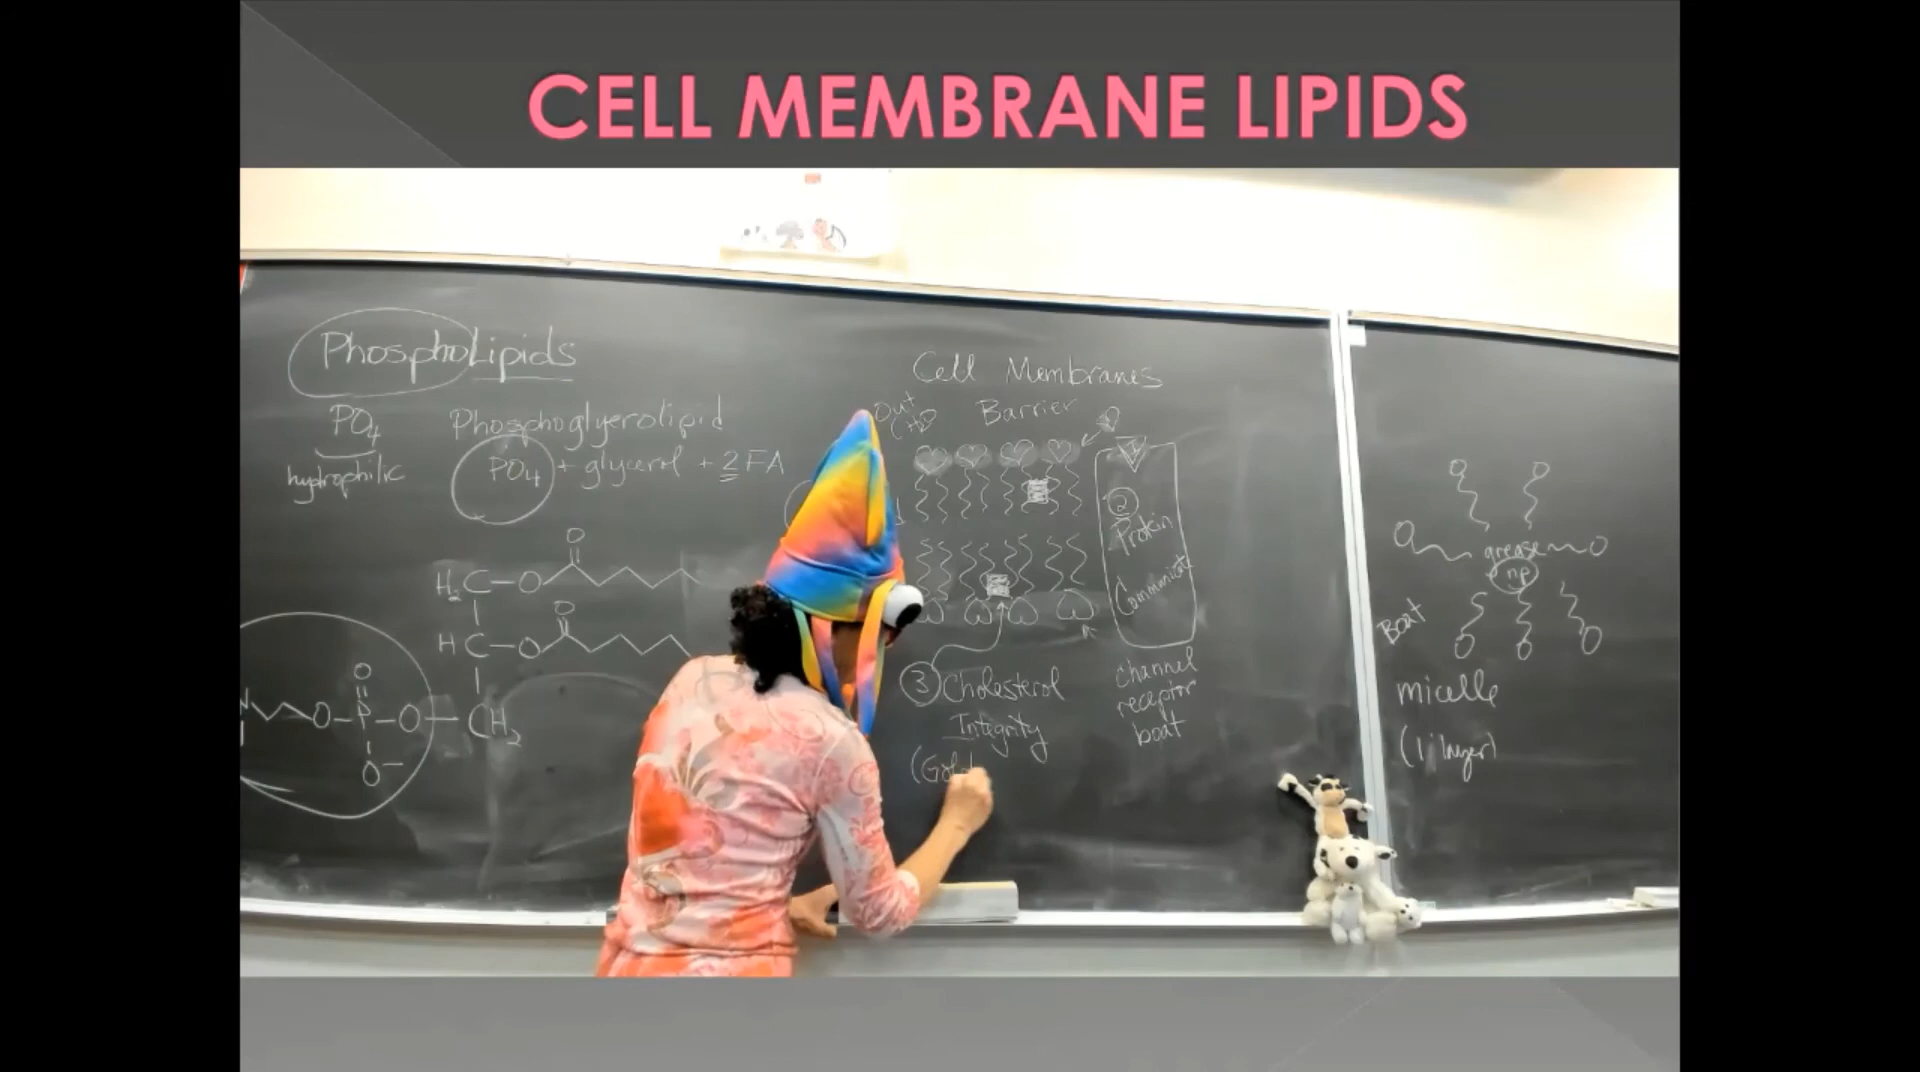 CELL MEMBRANE LIPIDS
PhosphoLipids
PO4
hydrophilic
Phosphoglyerolipid
PO4 + glycerol + 2 FA
O
H2C-O
O
HC-O
O
O-P-O-CH2
O-
Cell Membranes
Out
Barrier
2
Protein
Communicate
channel
receptor
boat
3 Cholesterol
Integrity
grease
np
Boat
micelle
(1 layer)